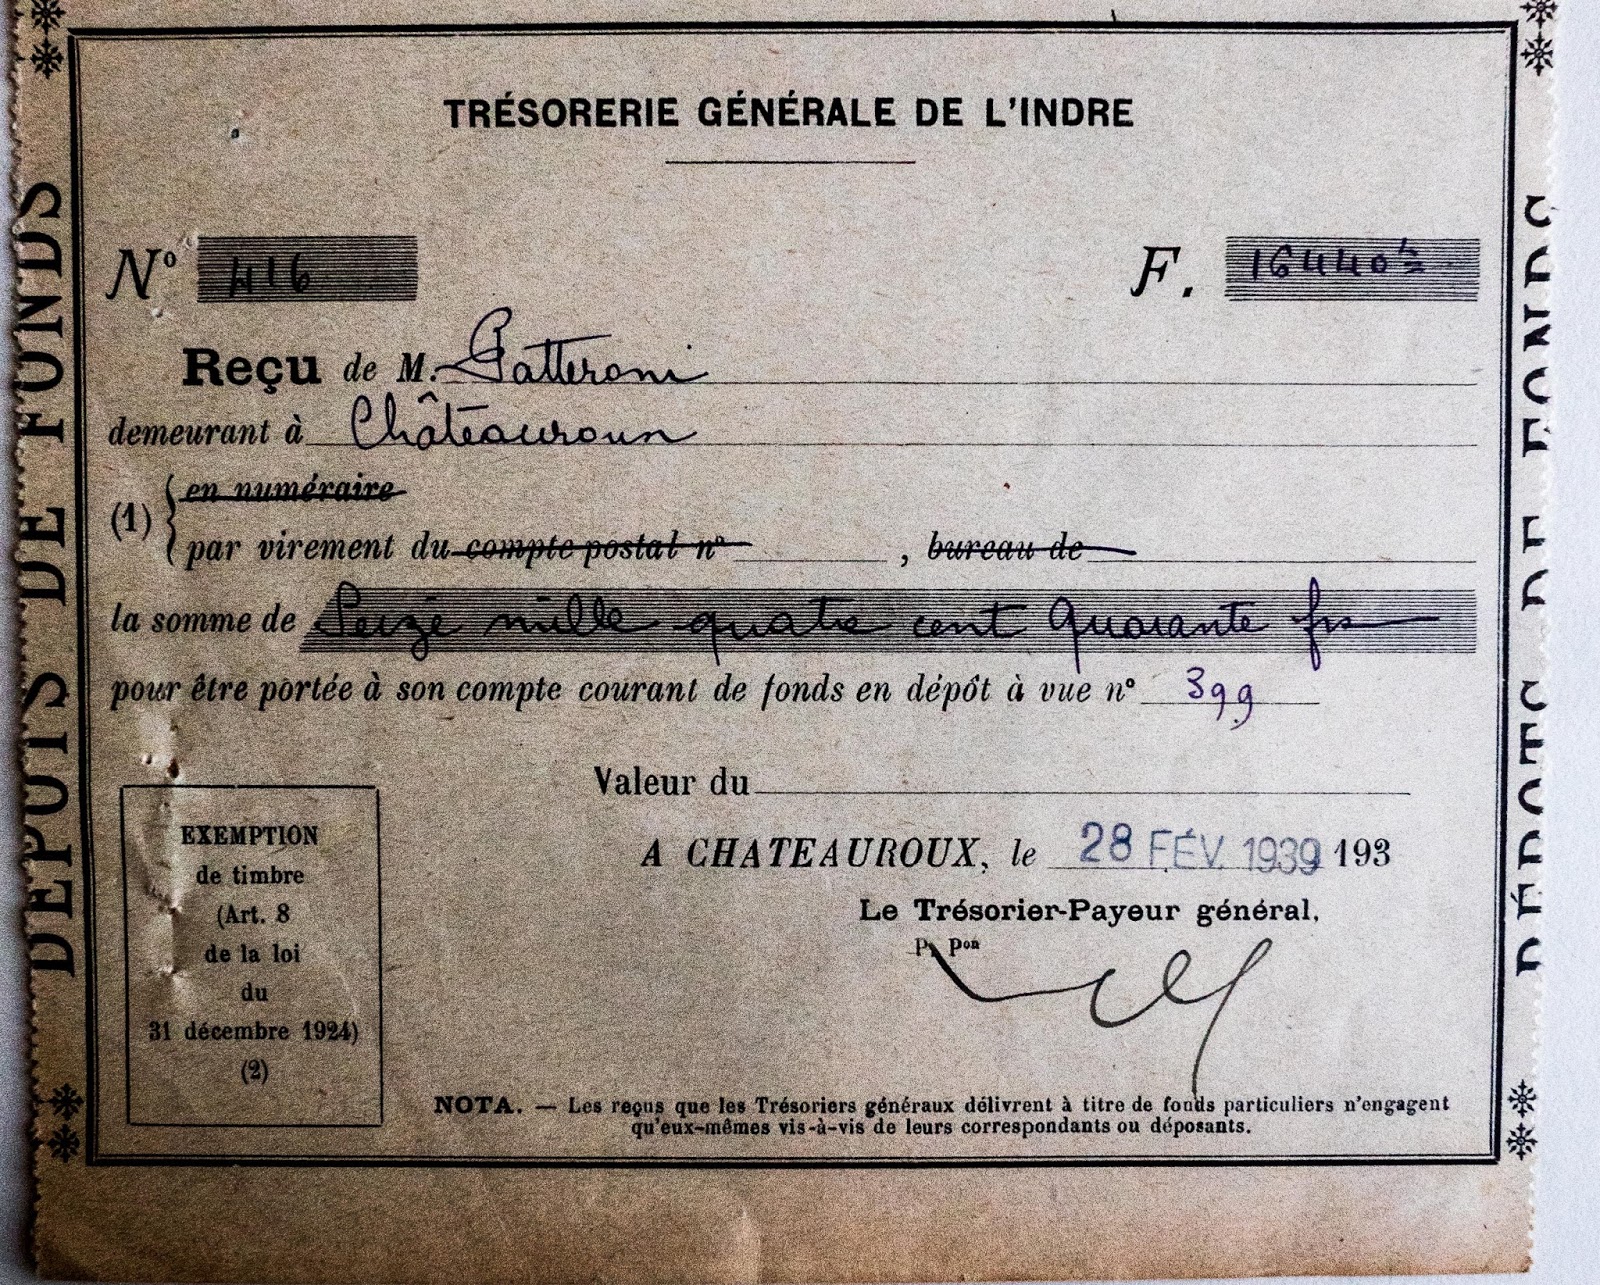 TRÉSORERIE GÉNÉRALE DE L'INDRE
N° 416 F. 16440
Reçu de M. Gatteroni
demeurant à Châteauroux
(1) en numéraire
par virement du compte postal n° , bureau de
la somme de Seize mille quatre cent Quarante frs
pour être portée à son compte courant de fonds en dépôt à vue n° 399
Valeur du
A CHATEAUROUX, le 28 FÉV. 1939 193
Le Trésorier-Payeur général,
P. pon
EXEMPTION
de timbre
(Art. 8
de la loi
du
31 décembre 1924)
(2)
NOTA. — Les reçus que les Trésoriers généraux délivrent à titre de fonds particuliers n'engagent
qu'eux-mêmes vis-à-vis de leurs correspondants ou déposants.
DÉPOTS DE FONDS
DÉPOTS DE FONDS